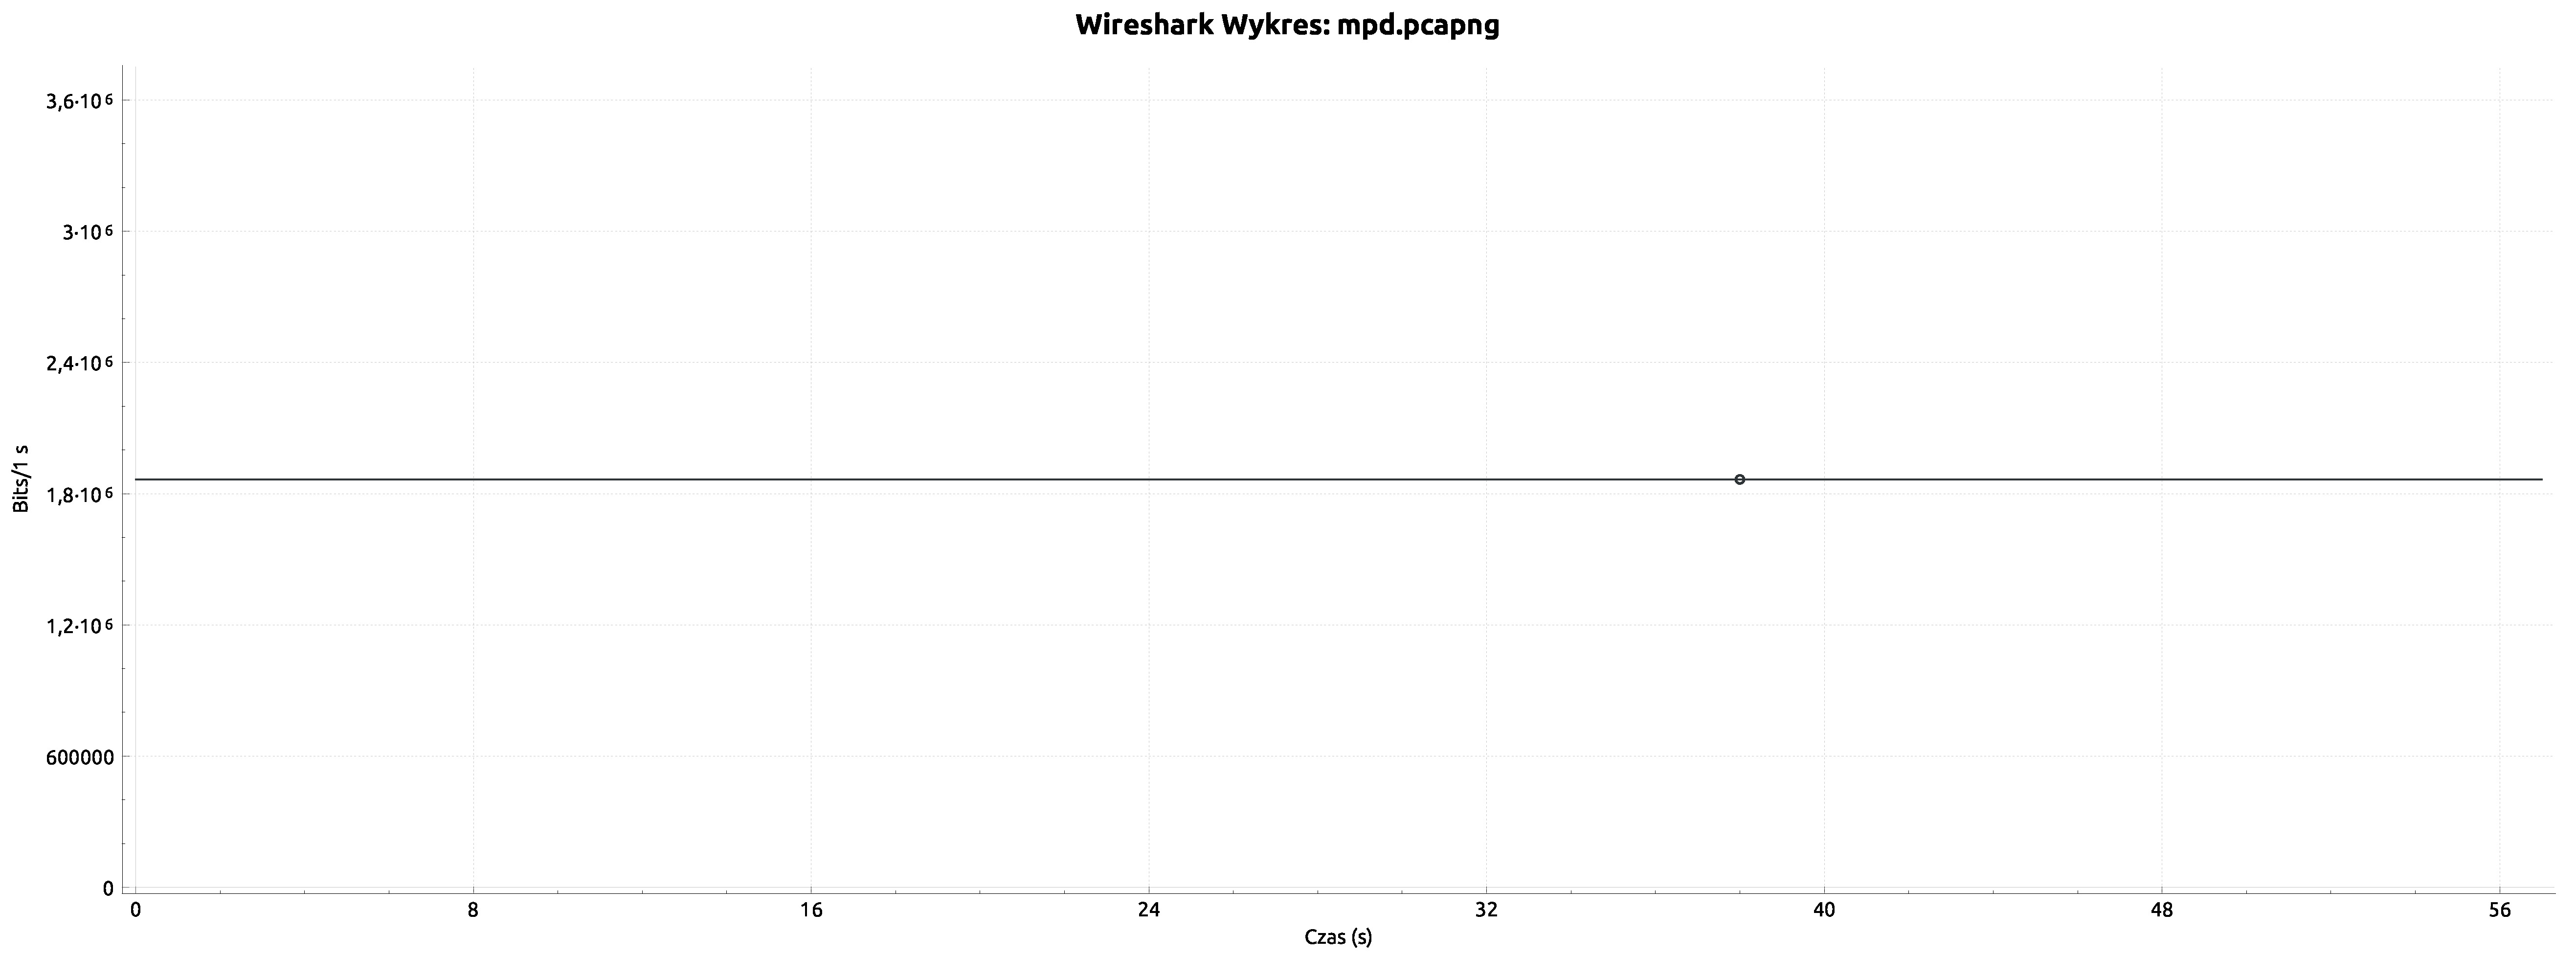 Wireshark Wykres: mpd.pcapng
3,6·10⁶
3·10⁶
2,4·10⁶
1,8·10⁶
1,2·10⁶
600000
0
Bits/1 s
0 8 16 24 32 40 48 56
Czas (s)